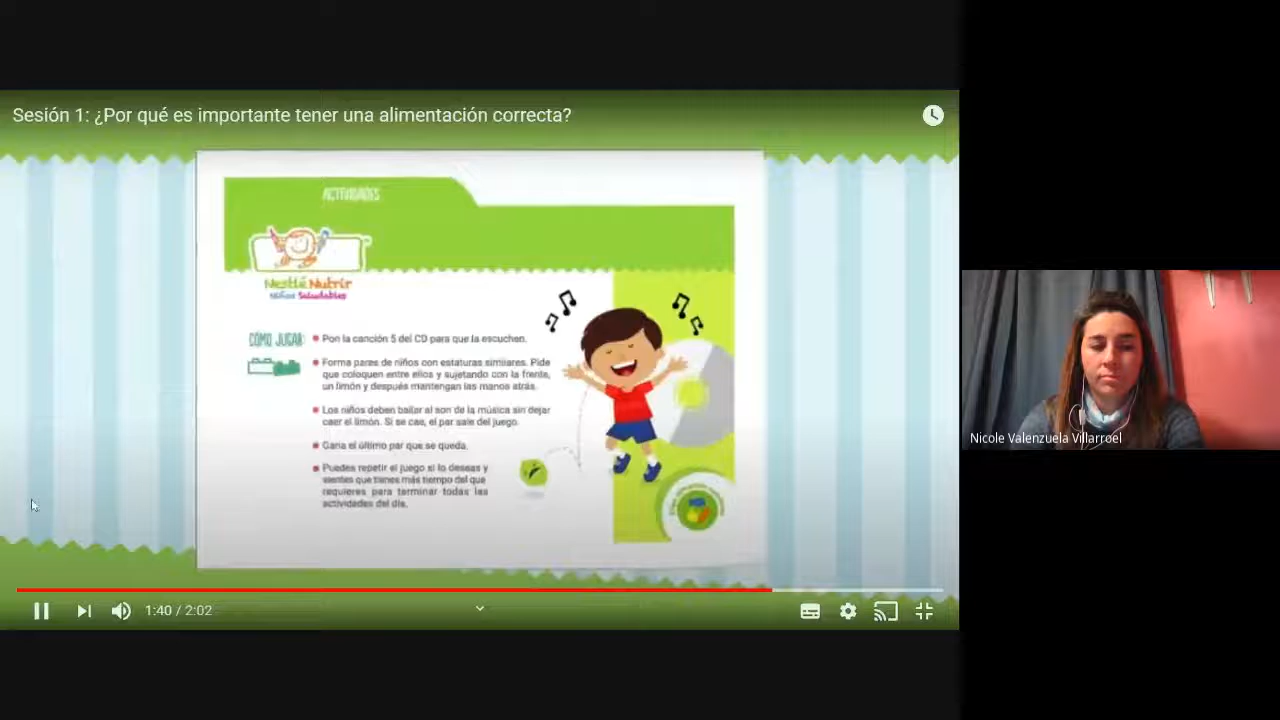 Sesión 1: ¿Por qué es importante tener una alimentación correcta?
ACTIVIDADES
Nestlé Nutrir
Niños Saludables
CÓMO JUGAR:
Pon la canción 5 del CD para que la escuchen.
Forma pares de niños con estaturas similares. Pide
que coloquen entre ellos y sujetando con la frente,
un limón y después mantengan las manos atrás.
Los niños deben bailar al son de la música sin dejar
caer el limón. Si se cae, el par sale del juego.
Gana el último par que se queda.
Puedes repetir el juego si lo deseas y
sientes que tienes más tiempo del que
requieres para terminar todas las
actividades del día.
1:40 / 2:02
Nicole Valenzuela Villarroel